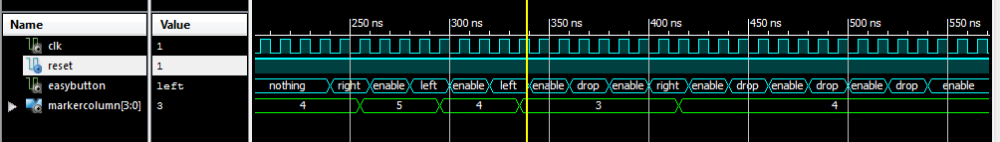 Name Value 250 ns 300 ns 350 ns 400 ns 450 ns 500 ns 550 ns
clk 1
reset 1
easybutton left nothing right enable left enable left enable drop enable right enable drop enable drop enable drop enable
markercolumn[3:0] 3 4 5 4 3 4